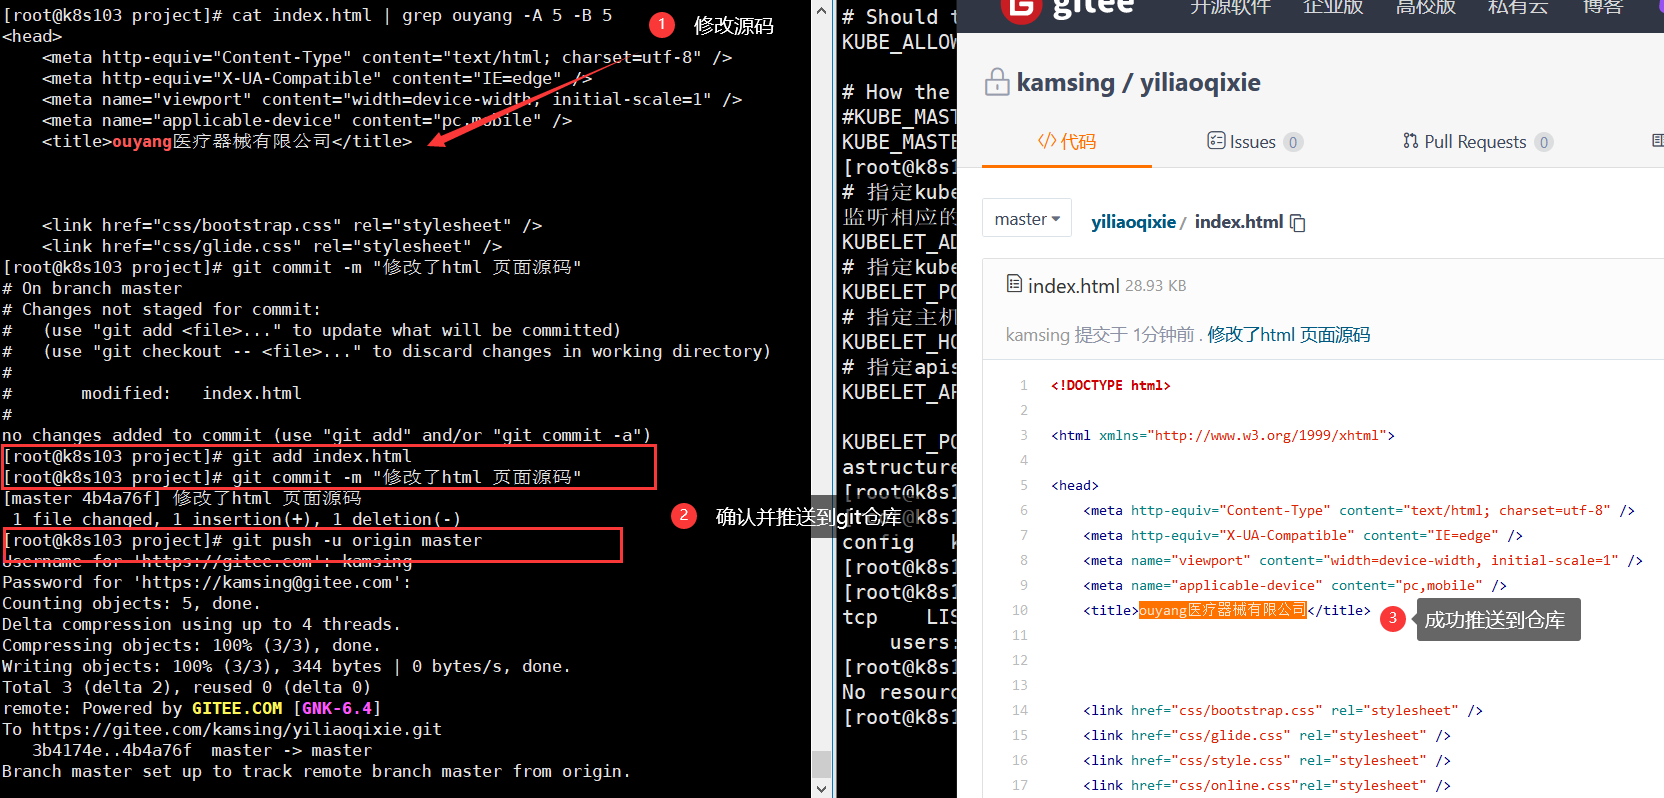 [root@k8s103 project]# cat index.html | grep ouyang -A 5 -B 5
<head>
    <meta http-equiv="Content-Type" content="text/html; charset=utf-8" />
    <meta http-equiv="X-UA-Compatible" content="IE=edge" />
    <meta name="viewport" content="width=device-width, initial-scale=1" />
    <meta name="applicable-device" content="pc,mobile" />
    <title>ouyang医疗器械有限公司</title>
    <link href="css/bootstrap.css" rel="stylesheet" />
    <link href="css/glide.css" rel="stylesheet" />
[root@k8s103 project]# git commit -m "修改了html 页面源码"
# On branch master
# Changes not staged for commit:
#   (use "git add <file>..." to update what will be committed)
#   (use "git checkout -- <file>..." to discard changes in working directory)
#
#       modified:   index.html
#
no changes added to commit (use "git add" and/or "git commit -a")
[root@k8s103 project]# git add index.html
[root@k8s103 project]# git commit -m "修改了html 页面源码"
[master 4b4a76f] 修改了html 页面源码
 1 file changed, 1 insertion(+), 1 deletion(-)
[root@k8s103 project]# git push -u origin master
Username for 'https://gitee.com': kamsing
Password for 'https://kamsing@gitee.com':
Counting objects: 5, done.
Delta compression using up to 4 threads.
Compressing objects: 100% (3/3), done.
Writing objects: 100% (3/3), 344 bytes | 0 bytes/s, done.
Total 3 (delta 2), reused 0 (delta 0)
remote: Powered by GITEE.COM [GNK-6.4]
To https://gitee.com/kamsing/yiliaoqixie.git
   3b4174e..4b4a76f  master -> master
Branch master set up to track remote branch master from origin.
1 修改源码
2 确认并推送到git仓库
# Should t
KUBE_ALLOW
# How the
#KUBE_MAST
KUBE_MASTE
[root@k8s1
# 指定kube
监听相应的
KUBELET_AD
# 指定kube
KUBELET_PO
# 指定主机
KUBELET_HO
# 指定apis
KUBELET_AP
KUBELET_PO
astructure
[root@k8s1
config
[root@k8s1
[root@k8s1
tcp    LIS
users:
[root@k8s1
No resourc
[root@k8s1
gitee 开源软件 企业版 高校版 私有云 博客
kamsing / yiliaoqixie
</> 代码 Issues 0 Pull Requests 0
master yiliaoqixie / index.html
index.html 28.93 KB
kamsing 提交于 1分钟前 . 修改了html 页面源码
1 <!DOCTYPE html>
2
3 <html xmlns="http://www.w3.org/1999/xhtml">
4
5 <head>
6     <meta http-equiv="Content-Type" content="text/html; charset=utf-8" />
7     <meta http-equiv="X-UA-Compatible" content="IE=edge" />
8     <meta name="viewport" content="width=device-width, initial-scale=1" />
9     <meta name="applicable-device" content="pc,mobile" />
10     <title>ouyang医疗器械有限公司</title>
3 成功推送到仓库
11
12
13
14     <link href="css/bootstrap.css" rel="stylesheet" />
15     <link href="css/glide.css" rel="stylesheet" />
16     <link href="css/style.css" rel="stylesheet" />
17     <link href="css/online.css"rel="stylesheet" />